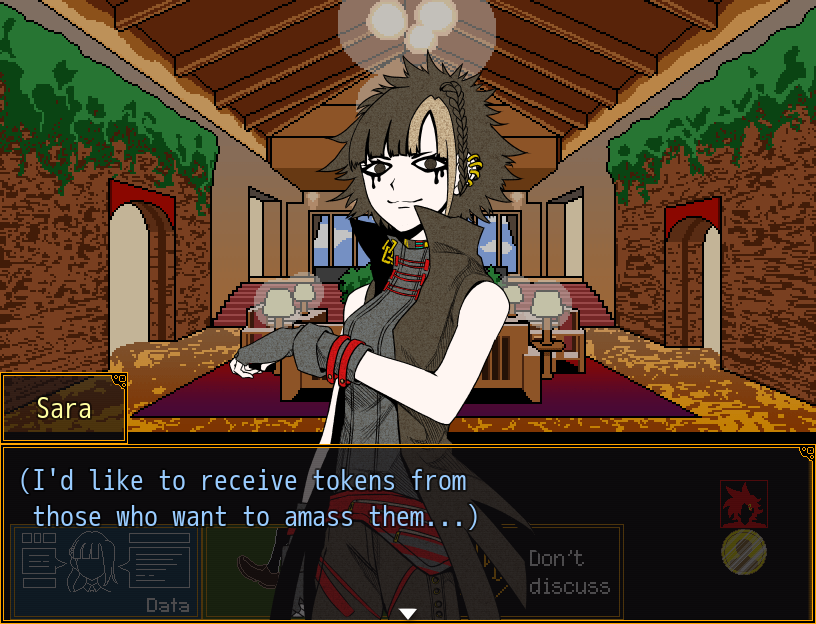 Sara
(I'd like to receive tokens from
those who want to amass them...)
Data
Don't
discuss